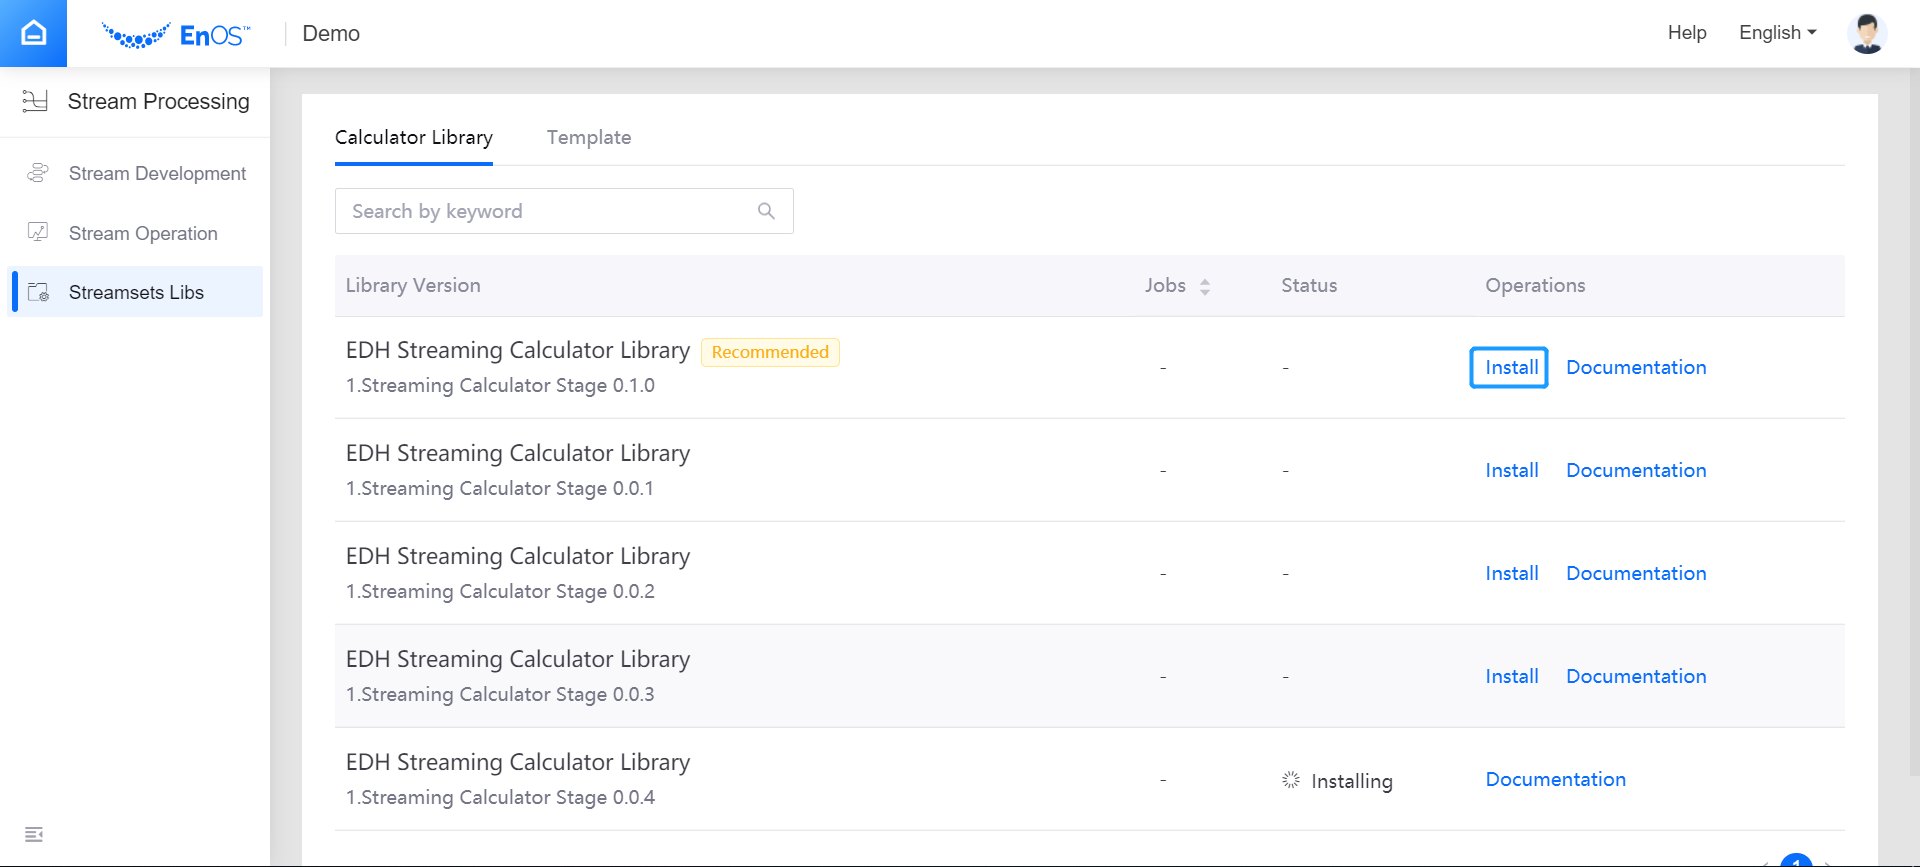 EnOS™
Demo
Help
English
Stream Processing
Stream Development
Stream Operation
Streamsets Libs
Calculator Library
Template
Search by keyword
Library Version
Jobs
Status
Operations
EDH Streaming Calculator Library
Recommended
1.Streaming Calculator Stage 0.1.0
-
-
Install
Documentation
EDH Streaming Calculator Library
1.Streaming Calculator Stage 0.0.1
-
-
Install
Documentation
EDH Streaming Calculator Library
1.Streaming Calculator Stage 0.0.2
-
-
Install
Documentation
EDH Streaming Calculator Library
1.Streaming Calculator Stage 0.0.3
-
-
Install
Documentation
EDH Streaming Calculator Library
1.Streaming Calculator Stage 0.0.4
-
Installing
Documentation
1